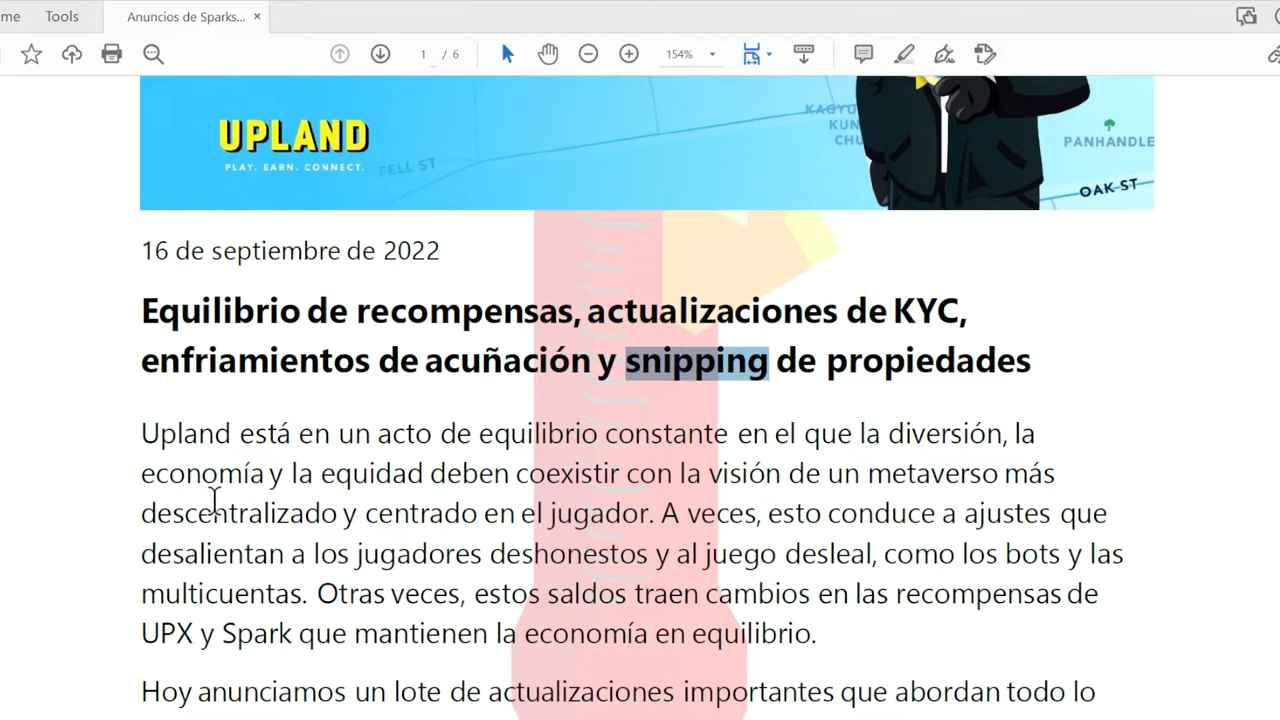 Tools
Anuncios de Sparks... ×
1 / 6
154%
UPLAND
PLAY. EARN. CONNECT.
FELL ST
PANHANDLE
OAK ST
16 de septiembre de 2022
Equilibrio de recompensas, actualizaciones de KYC,
enfriamientos de acuñación y snipping de propiedades
Upland está en un acto de equilibrio constante en el que la diversión, la
economía y la equidad deben coexistir con la visión de un metaverso más
descentralizado y centrado en el jugador. A veces, esto conduce a ajustes que
desalientan a los jugadores deshonestos y al juego desleal, como los bots y las
multicuentas. Otras veces, estos saldos traen cambios en las recompensas de
UPX y Spark que mantienen la economía en equilibrio.
Hoy anunciamos un lote de actualizaciones importantes que abordan todo lo